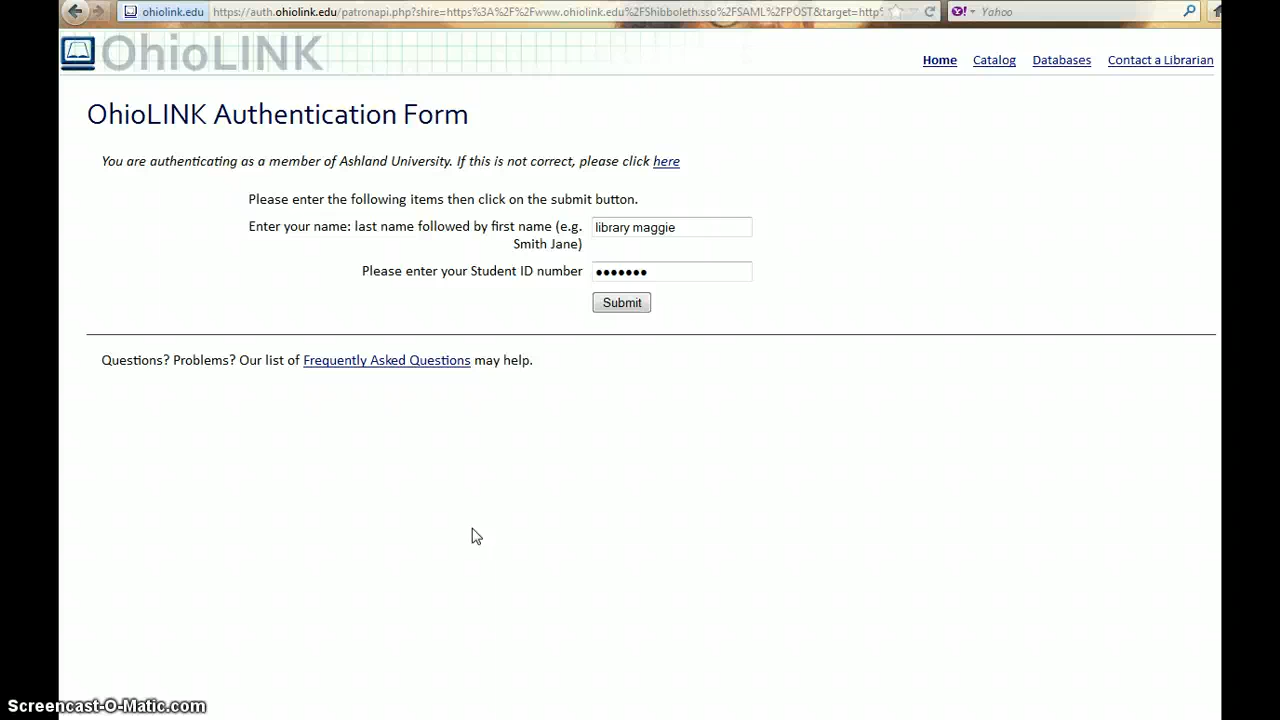 ohiolink.edu https://auth.ohiolink.edu/patronapi.php?shire=https%3A%2F%2Fwww.ohiolink.edu%2FShibboleth.sso%2FSAML%2FPOST&target=http% Yahoo
OhioLINK
Home Catalog Databases Contact a Librarian
OhioLINK Authentication Form
You are authenticating as a member of Ashland University. If this is not correct, please click here
Please enter the following items then click on the submit button.
Enter your name: last name followed by first name (e.g. library maggie
Smith Jane)
Please enter your Student ID number •••••••
Submit
Questions? Problems? Our list of Frequently Asked Questions may help.
Screencast-O-Matic.com